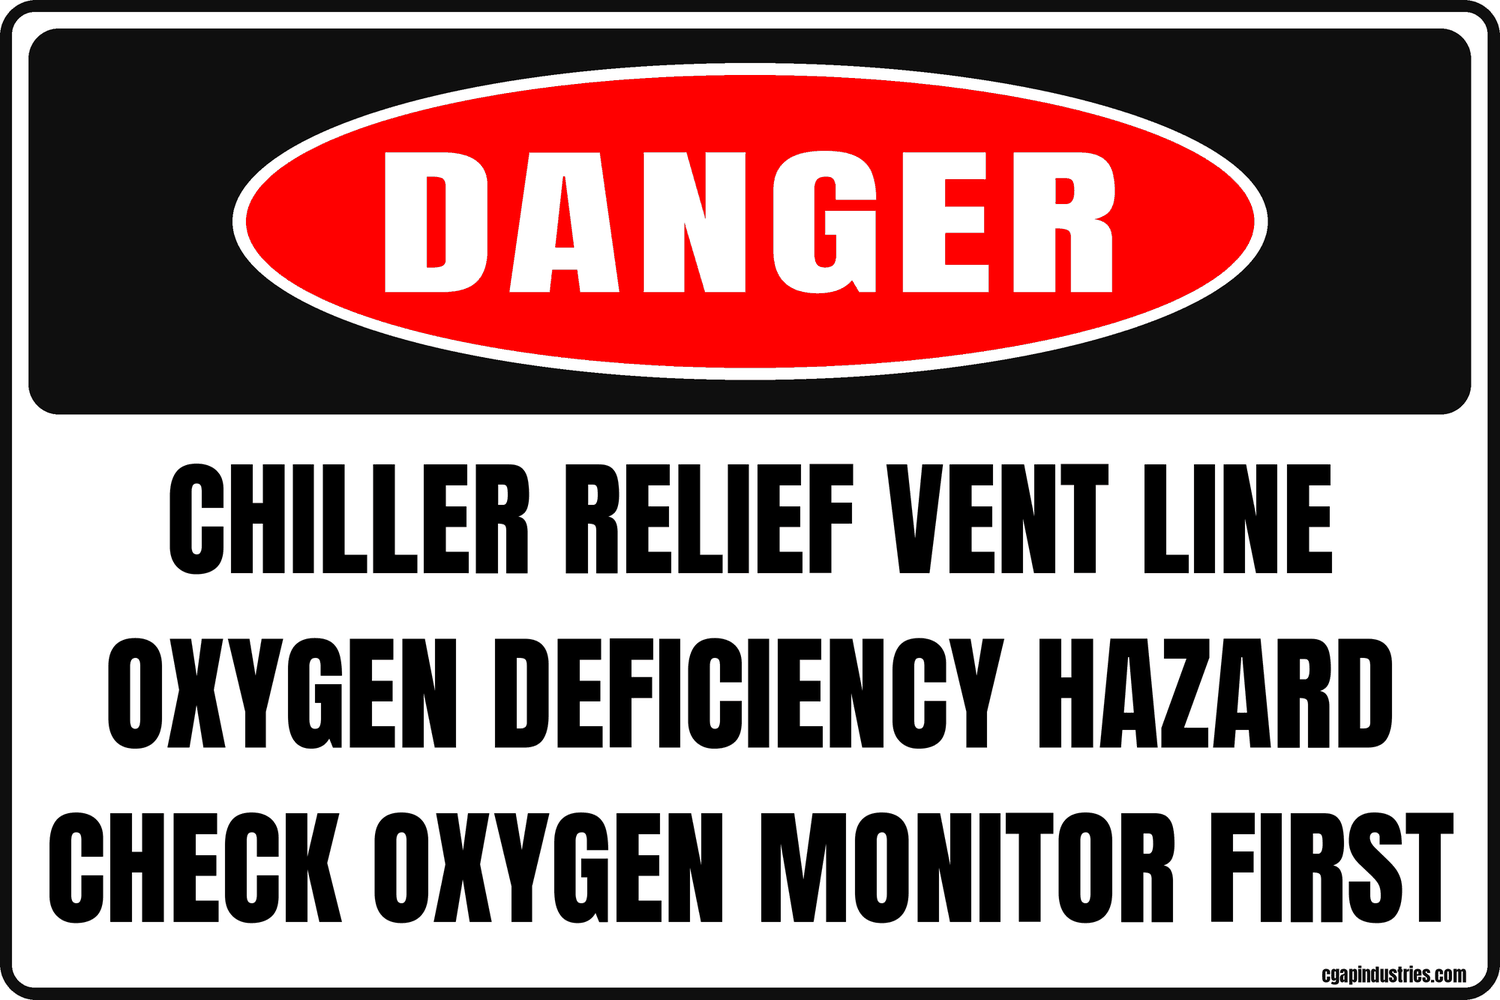 DANGER
CHILLER RELIEF VENT LINE
OXYGEN DEFICIENCY HAZARD
CHECK OXYGEN MONITOR FIRST
cgapindustries.com